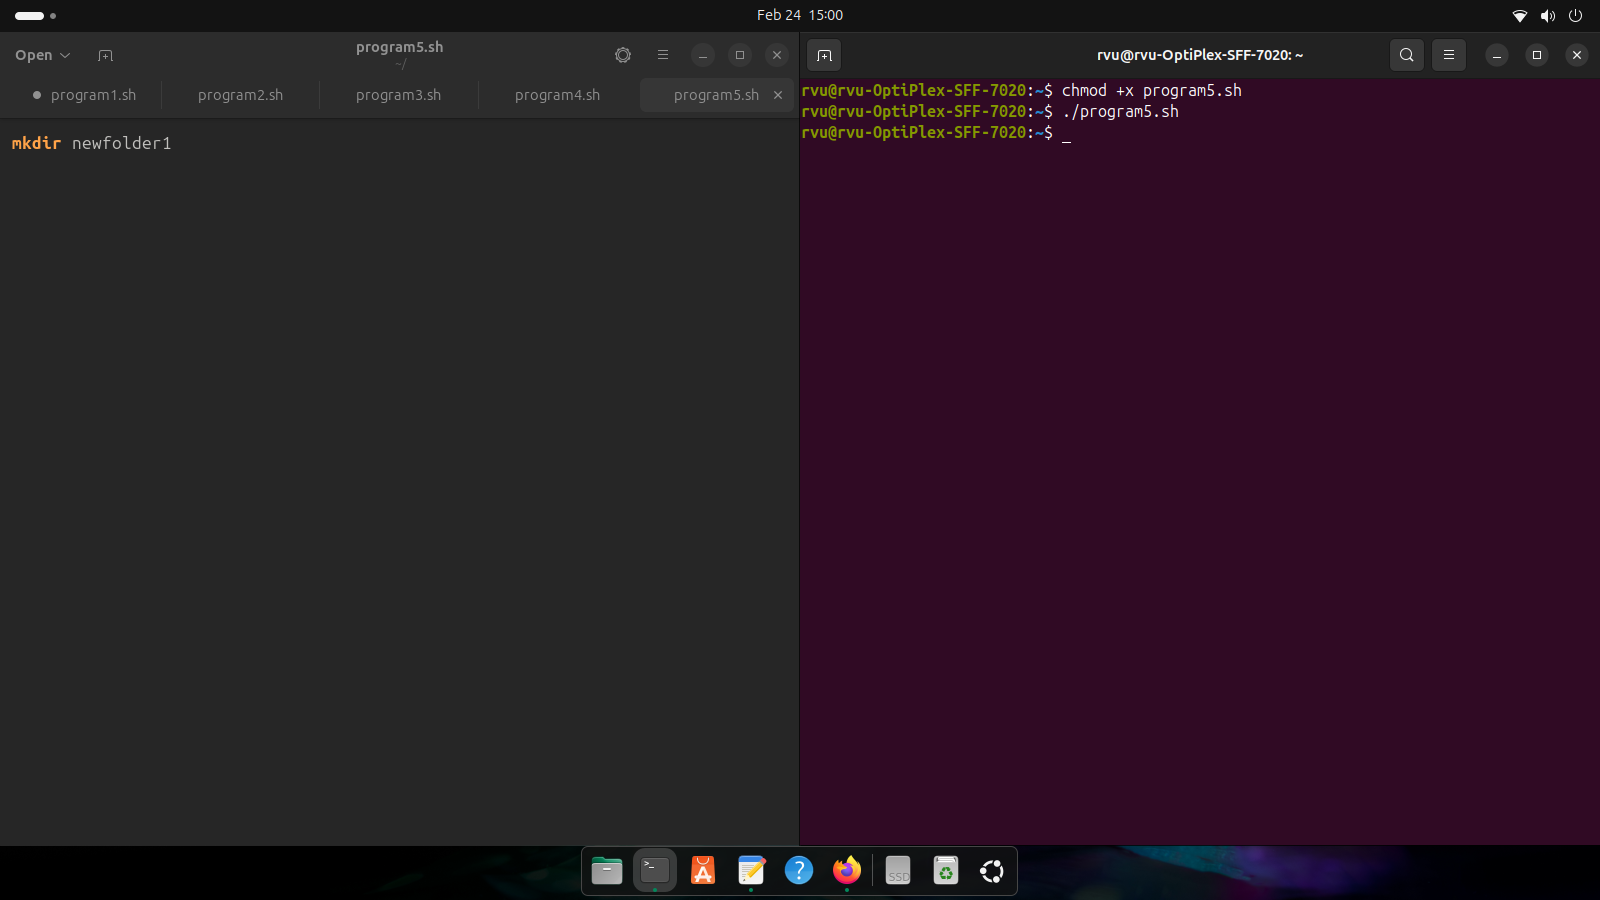 Feb 24 15:00
Open
program5.sh
~/
program1.sh program2.sh program3.sh program4.sh program5.sh
mkdir newfolder1
rvu@rvu-OptiPlex-SFF-7020: ~
rvu@rvu-OptiPlex-SFF-7020:~$ chmod +x program5.sh
rvu@rvu-OptiPlex-SFF-7020:~$ ./program5.sh
rvu@rvu-OptiPlex-SFF-7020:~$ _
>_
SSD